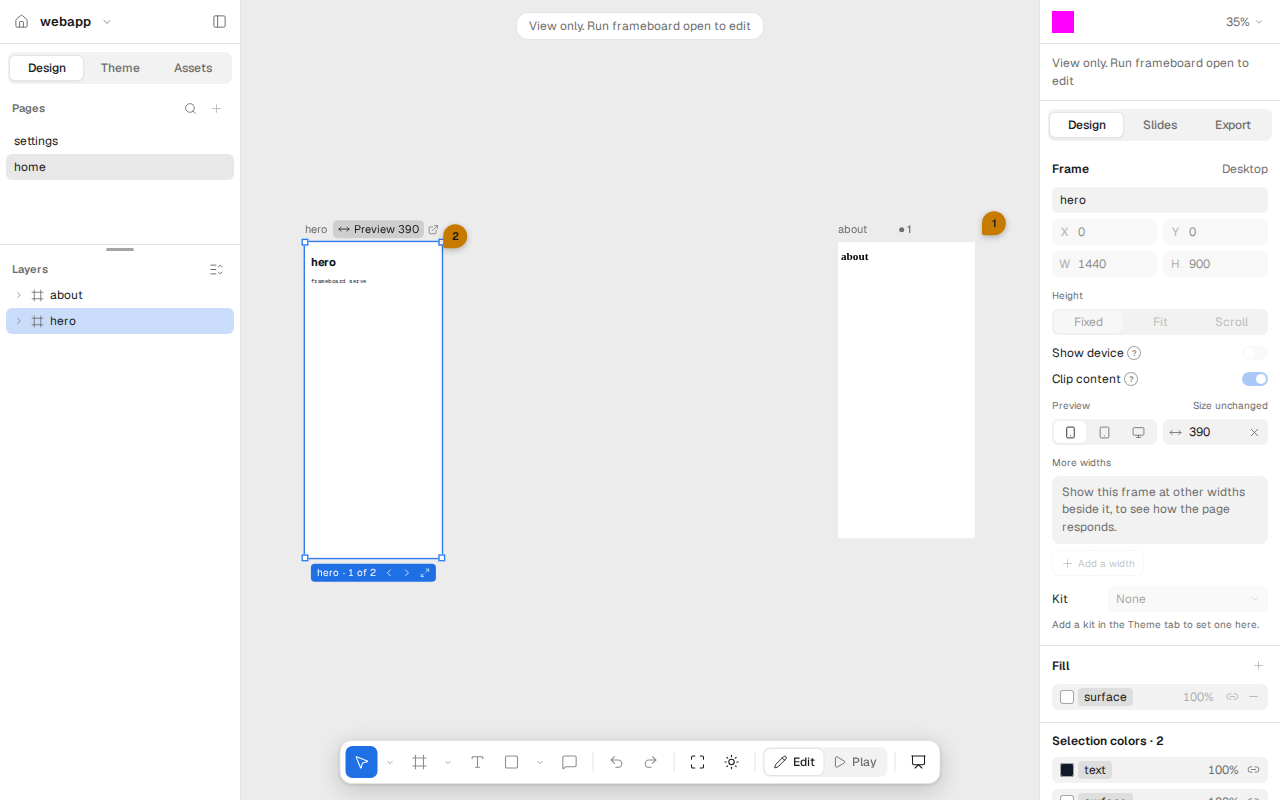 webapp
View only. Run frameboard open to edit
35%
Design
Theme
Assets
View only. Run frameboard open to
edit
Pages
Design
Slides
Export
settings
home
Frame
Desktop
hero
X 0
Y 0
W 1440
H 900
hero
Preview 390
2
about
1
1
hero
frameboard serve
about
Layers
about
hero
Height
Fixed
Fit
Scroll
Show device ?
Clip content ?
Preview
Size unchanged
390
More widths
Show this frame at other widths
beside it, to see how the page
responds.
Add a width
hero · 1 of 2
Kit
None
Add a kit in the Theme tab to set one here.
Fill
surface
100%
Selection colors · 2
text
100%
Edit
Play